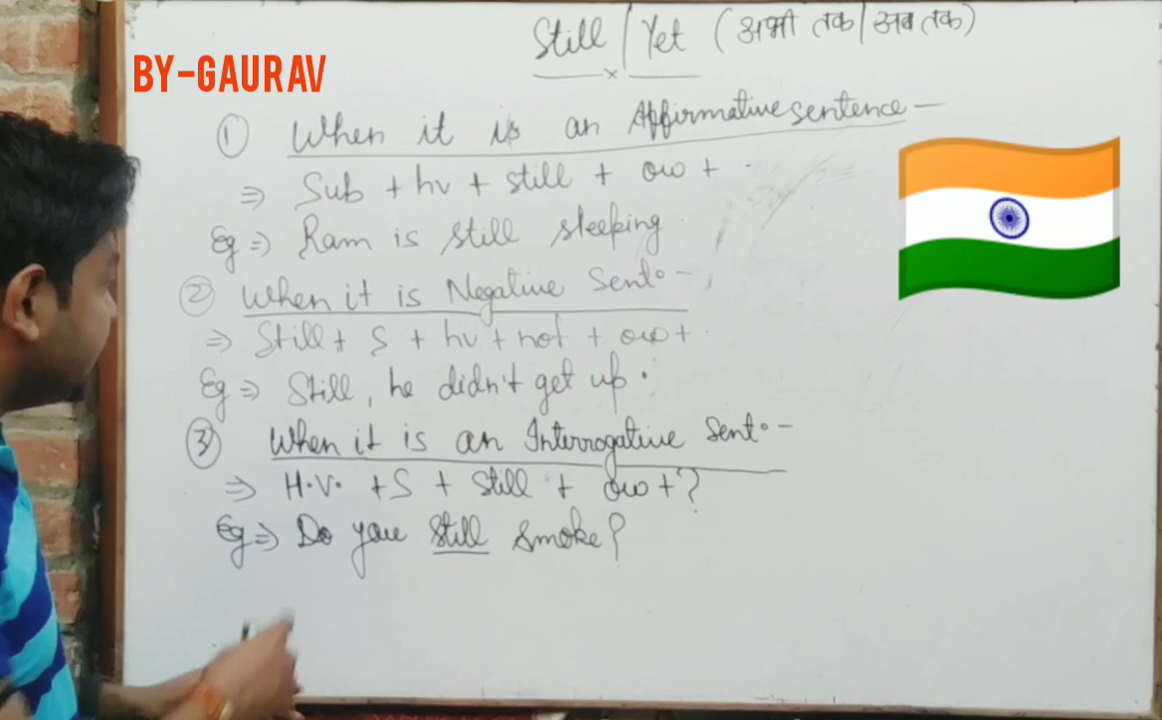 Still / Yet (अभी तक / अब तक)
BY-GAURAV
① When it is an Affirmative sentence —
⇒ Sub + hv + still + ow + .
Eg ⇒ Ram is still sleeping
② When it is Negative Sent. –
⇒ Still + S + hv + not + ow + .
Eg ⇒ Still, he didn't get up.
③ When it is an Interrogative Sent. –
⇒ H.V. + S + still + ow + ?
Eg ⇒ Do you still smoke?